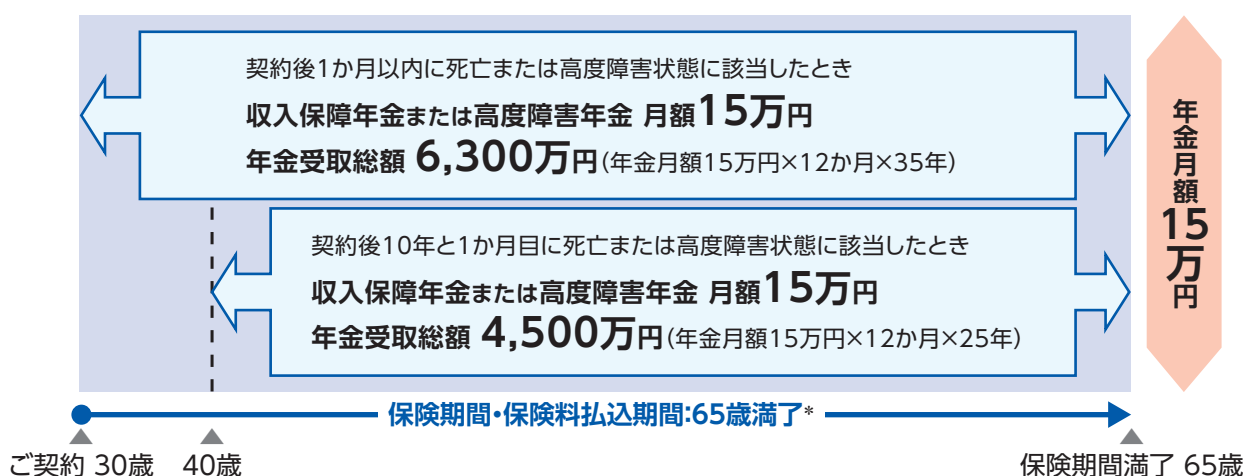 契約後1か月以内に死亡または高度障害状態に該当したとき
収入保障年金または高度障害年金 月額15万円
年金受取総額 6,300万円(年金月額15万円×12か月×35年)
契約後10年と1か月目に死亡または高度障害状態に該当したとき
収入保障年金または高度障害年金 月額15万円
年金受取総額 4,500万円(年金月額15万円×12か月×25年)
年金月額15万円
保険期間・保険料払込期間:65歳満了*
ご契約 30歳 40歳 保険期間満了 65歳